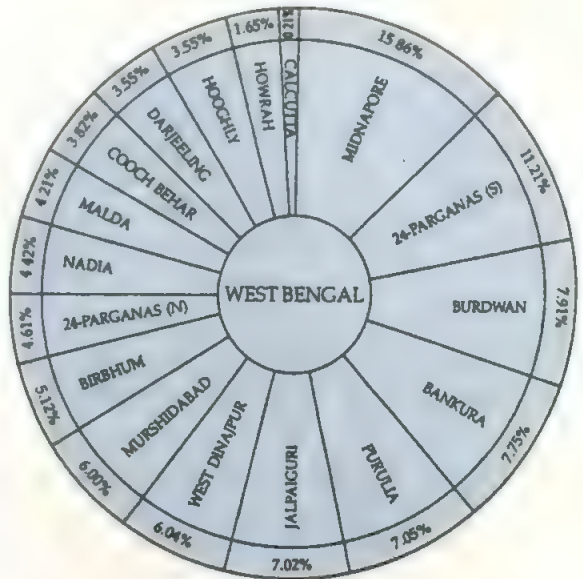 15.86%
MIDNAPORE
11.21%
24-PARGANAS (S)
7.91%
BURDWAN
7.75%
BANKURA
7.05%
PURULIA
7.02%
JALPAIGURI
6.04%
WEST DINAJPUR
6.00%
MURSHIDABAD
5.12%
BIRBHUM
4.61%
24-PARGANAS (N)
4.42%
NADIA
4.21%
MALDA
3.82%
COOCH BEHAR
3.55%
DARJEELING
3.55%
HOOGHLY
1.65%
HOWRAH
0.21%
CALCUTTA
WEST BENGAL